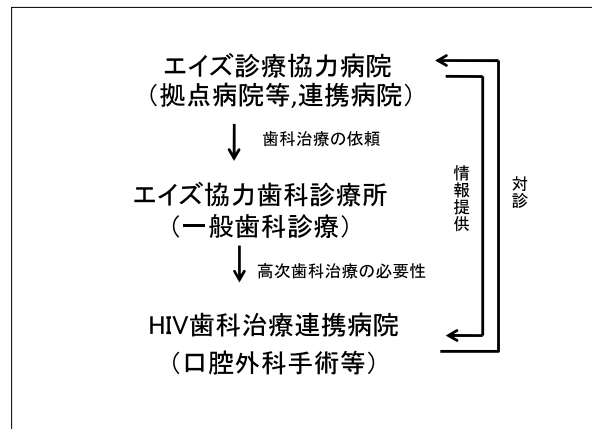 エイズ診療協力病院
（拠点病院等,連携病院）
歯科治療の依頼
エイズ協力歯科診療所
（一般歯科診療）
高次歯科治療の必要性
HIV歯科治療連携病院
（口腔外科手術等）
情報提供
対診